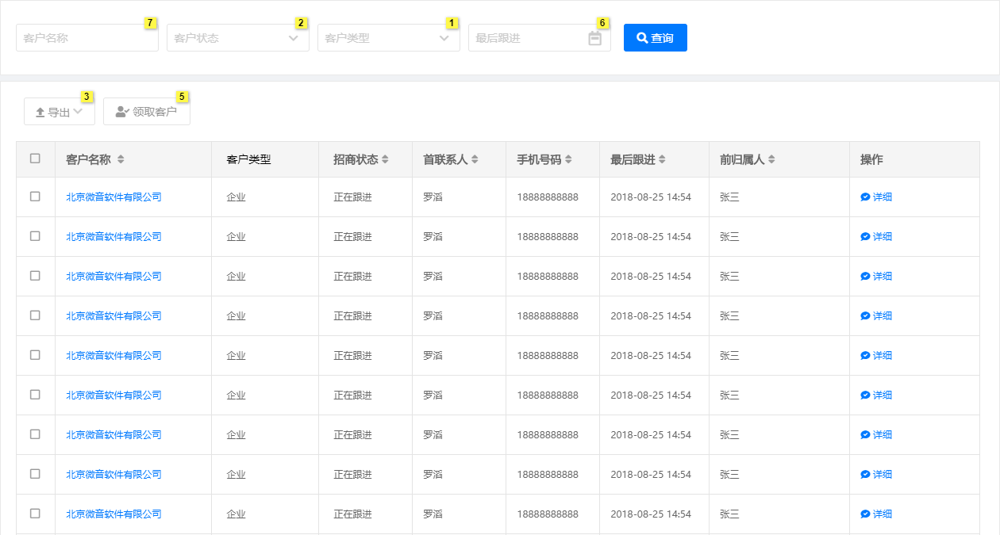 7 2 1 6
客户名称 客户状态 客户类型 最后跟进 查询
3 5
导出 领取客户
客户名称 客户类型 招商状态 首联系人 手机号码 最后跟进 前归属人 操作
北京微音软件有限公司 企业 正在跟进 罗滔 18888888888 2018-08-25 14:54 张三 详细
北京微音软件有限公司 企业 正在跟进 罗滔 18888888888 2018-08-25 14:54 张三 详细
北京微音软件有限公司 企业 正在跟进 罗滔 18888888888 2018-08-25 14:54 张三 详细
北京微音软件有限公司 企业 正在跟进 罗滔 18888888888 2018-08-25 14:54 张三 详细
北京微音软件有限公司 企业 正在跟进 罗滔 18888888888 2018-08-25 14:54 张三 详细
北京微音软件有限公司 企业 正在跟进 罗滔 18888888888 2018-08-25 14:54 张三 详细
北京微音软件有限公司 企业 正在跟进 罗滔 18888888888 2018-08-25 14:54 张三 详细
北京微音软件有限公司 企业 正在跟进 罗滔 18888888888 2018-08-25 14:54 张三 详细
北京微音软件有限公司 企业 正在跟进 罗滔 18888888888 2018-08-25 14:54 张三 详细